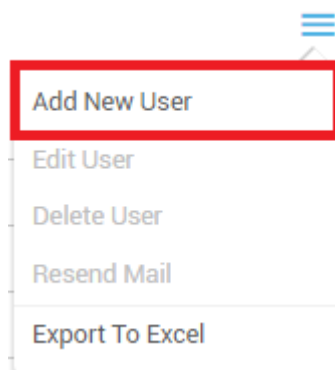 Add New User
Edit User
Delete User
Resend Mail
Export To Excel